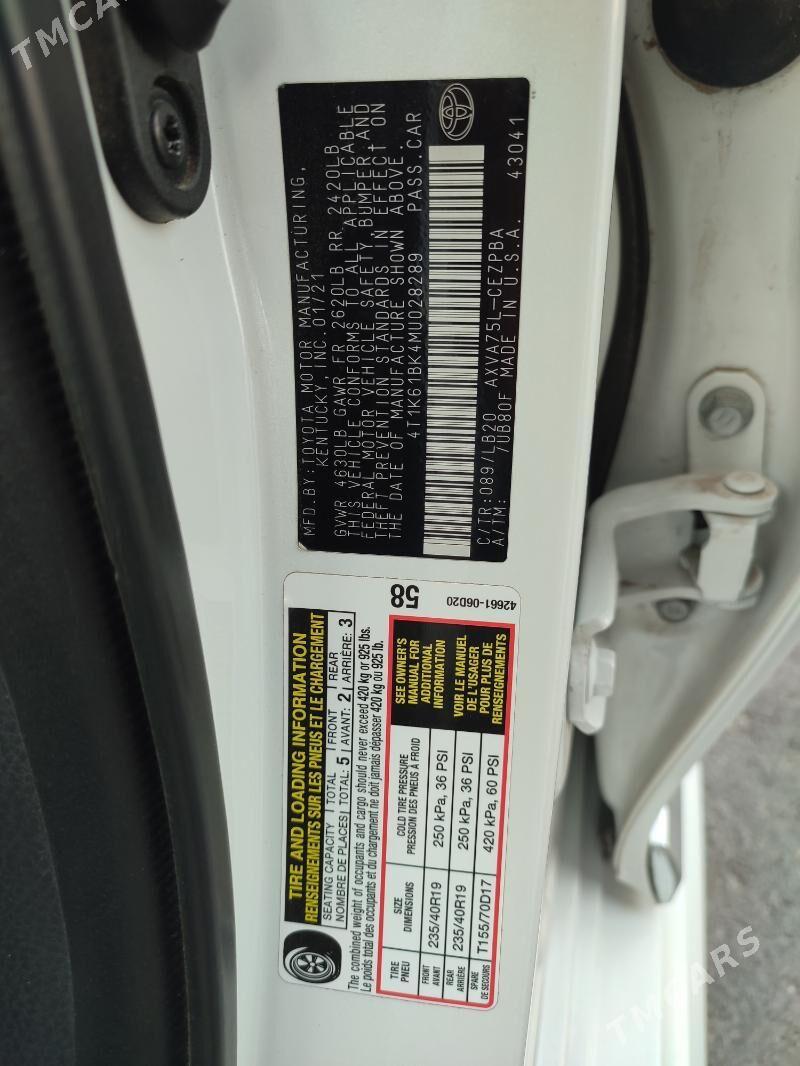 TMCARS
MFD.BY:TOYOTA MOTOR MANUFACTURING,
KENTUCKY, INC. 01/21
GVWR 4630LB GAWR FR 2620LB RR 2420LB
THIS VEHICLE CONFORMS TO ALL APPLICABLE
FEDERAL MOTOR VEHICLE SAFETY, BUMPER, AND
THEFT PREVENTION STANDARDS IN EFFECT ON
THE DATE OF MANUFACTURE SHOWN ABOVE.
4T1K61BK4MU028289 PASS.CAR
C/TR:089/LB20 AXVA75L-CEZPBA
A/TM: 7UB80F MADE IN U.S.A. 43041
TIRE AND LOADING INFORMATION
RENSEIGNEMENTS SUR LES PNEUS ET LE CHARGEMENT
SEATING CAPACITY TOTAL FRONT REAR
NOMBRE DE PLACES TOTAL: 5 AVANT: 2 ARRIÈRE: 3
The combined weight of occupants and cargo should never exceed 420 kg or 925 lbs.
Le poids total des occupants et du chargement ne doit jamais dépasser 420 kg ou 925 lb.
58
42661-06D20
TIRE SIZE COLD TIRE PRESSURE
PNEU DIMENSIONS PRESSION DES PNEUS À FROID
FRONT
AVANT 235/40R19 250 kPa, 36 PSI
REAR
ARRIÈRE 235/40R19 250 kPa, 36 PSI
SPARE
DE SECOURS T155/70D17 420 kPa, 60 PSI
SEE OWNER'S
MANUAL FOR
ADDITIONAL
INFORMATION
VOIR LE MANUEL
DE L'USAGER
POUR PLUS DE
RENSEIGNEMENTS
TMCARS